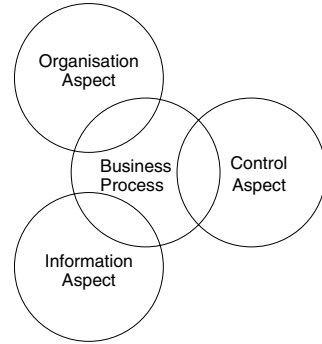 Organisation
Aspect
Business
Process
Control
Aspect
Information
Aspect